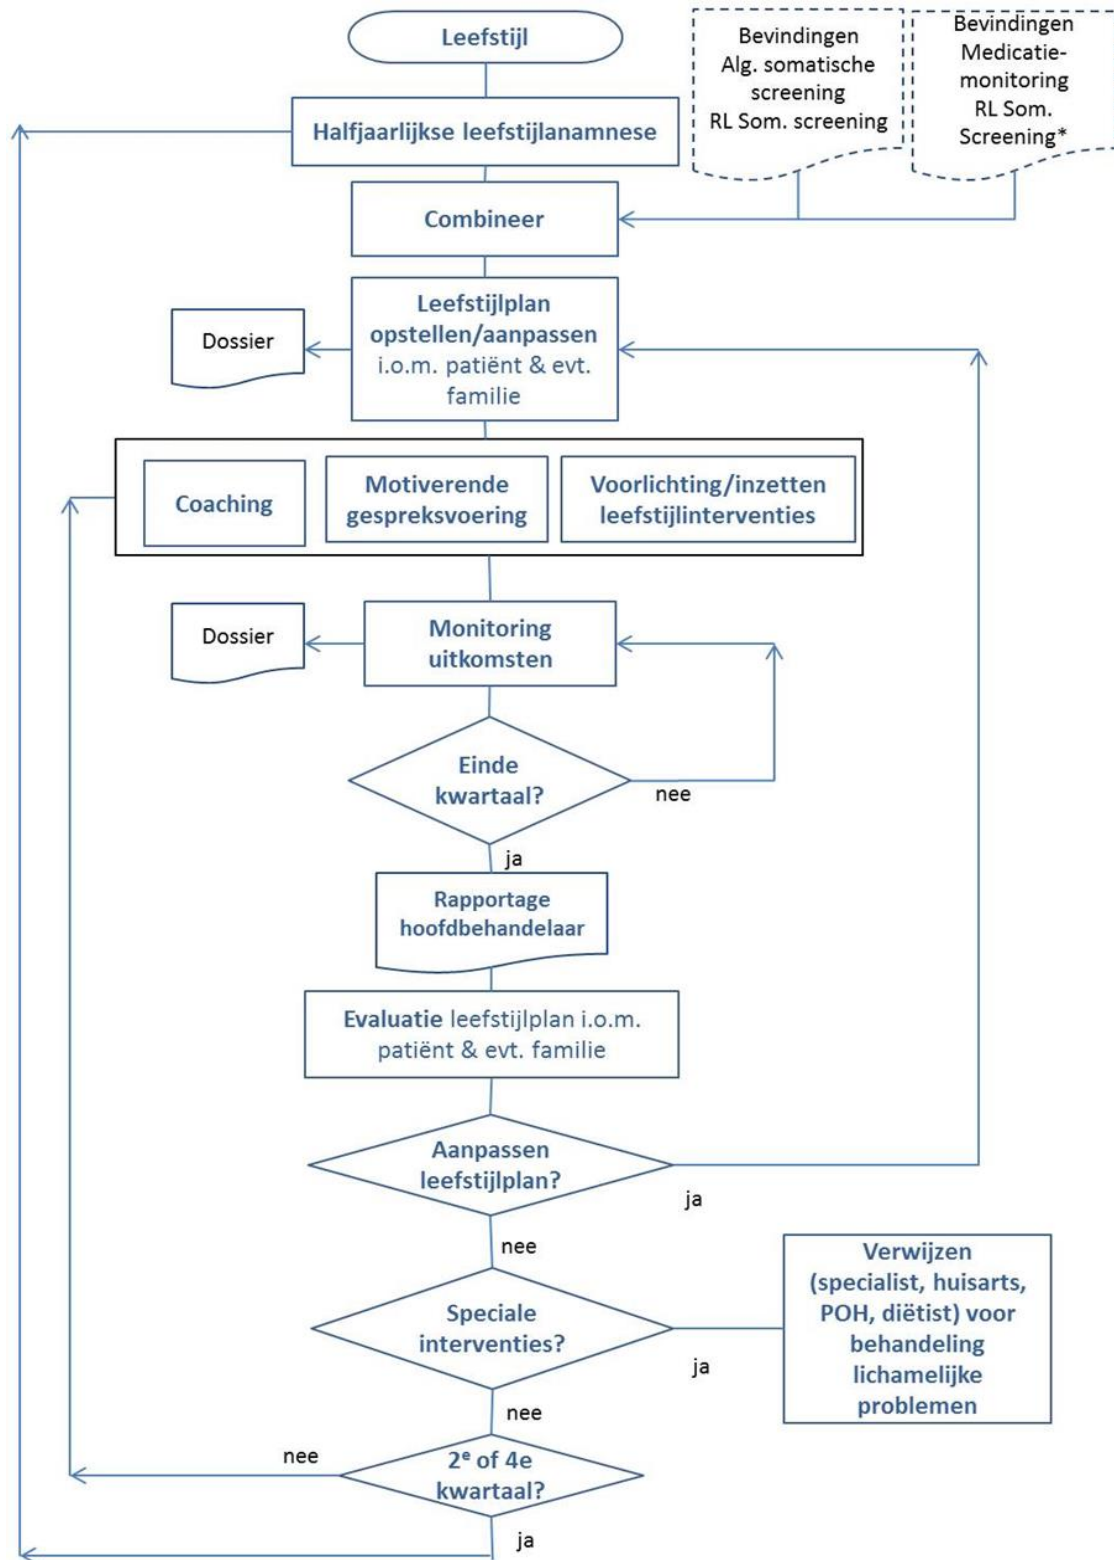 Leefstijl
Bevindingen
Alg. somatische
screening
RL Som. screening
Bevindingen
Medicatie-
monitoring
RL Som.
Screening*
Halfjaarlijkse leefstijlanamnese
Combineer
Leefstijlplan
opstellen/aanpassen
i.o.m. patiënt & evt.
familie
Dossier
Coaching
Motiverende
gespreksvoering
Voorlichting/inzetten
leefstijlinterventies
Dossier
Monitoring
uitkomsten
Einde
kwartaal?
nee
ja
Rapportage
hoofdbehandelaar
Evaluatie leefstijlplan i.o.m.
patiënt & evt. familie
Aanpassen
leefstijlplan?
ja
nee
Speciale
interventies?
ja
Verwijzen
(specialist, huisarts,
POH, diëtist) voor
behandeling
lichamelijke
problemen
nee
nee
2e of 4e
kwartaal?
ja